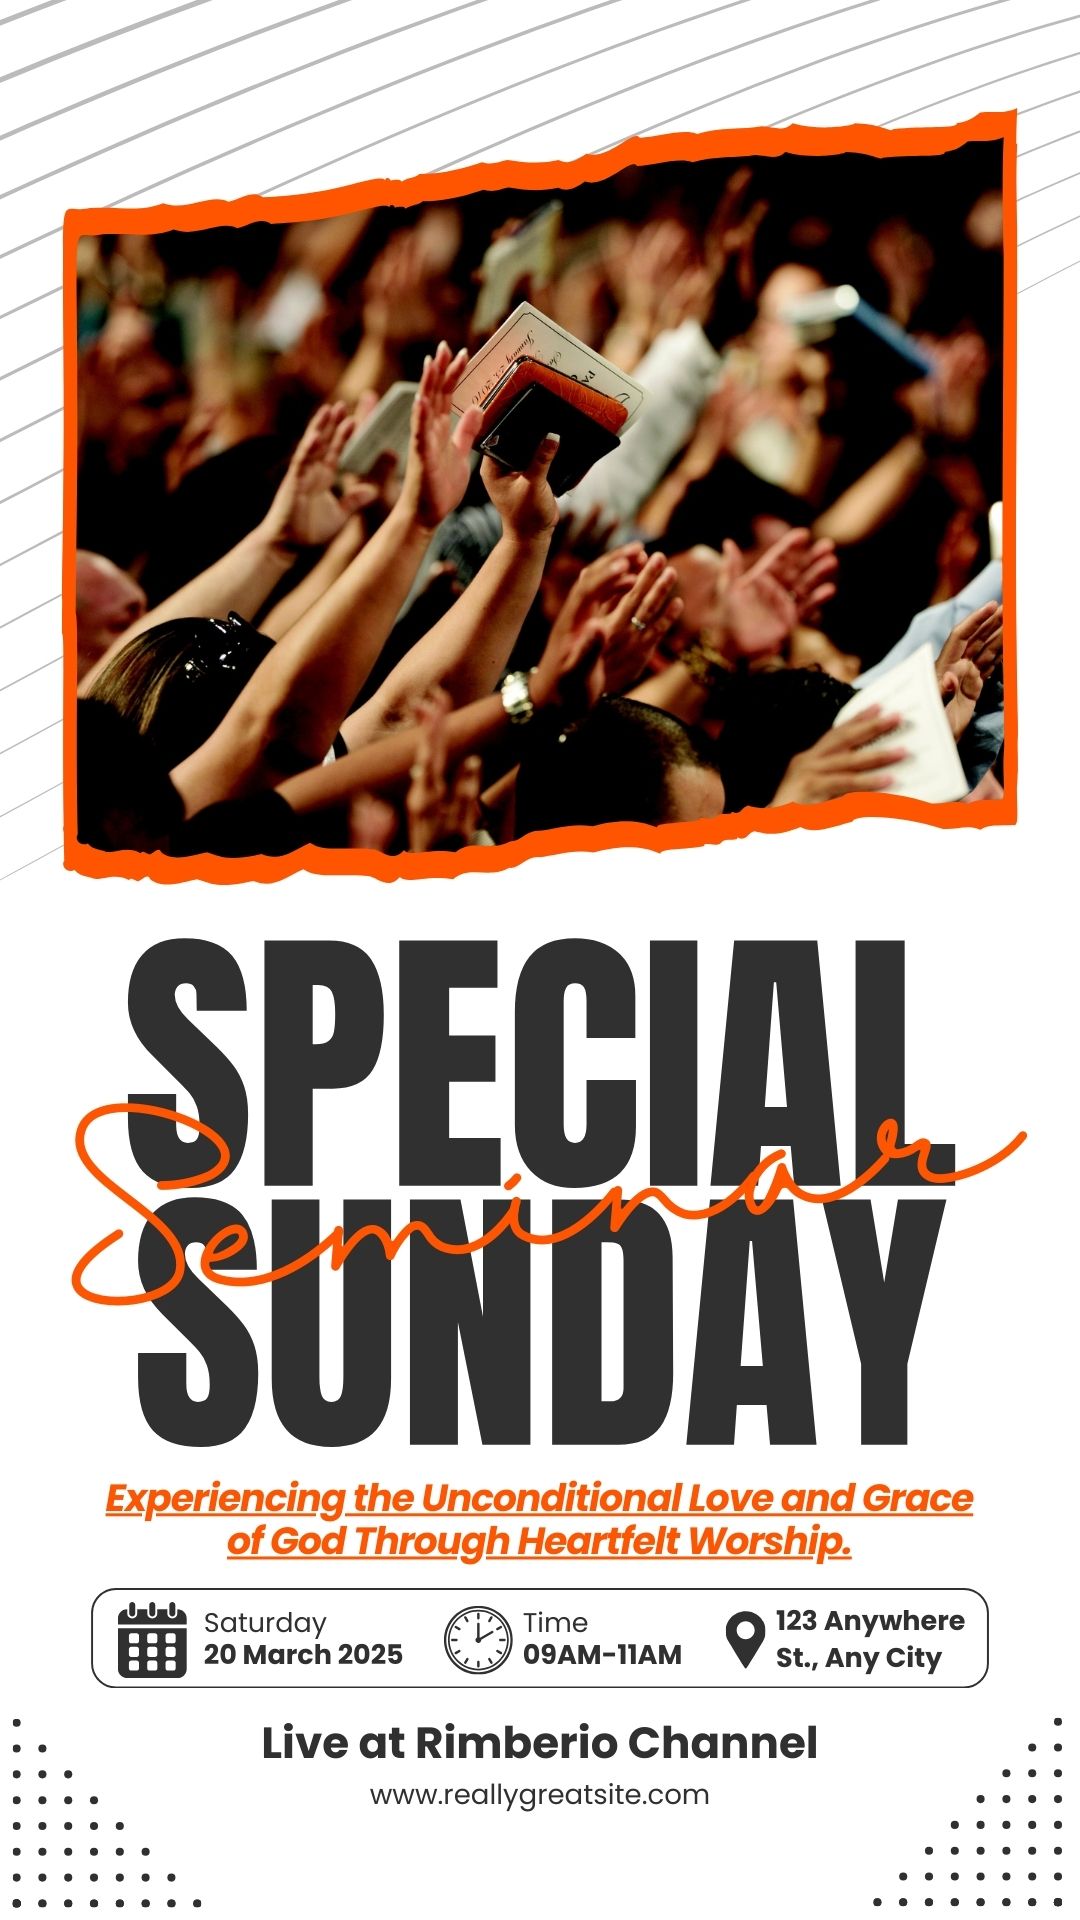 SPECIAL
Seminar
SUNDAY
Experiencing the Unconditional Love and Grace
of God Through Heartfelt Worship.
Saturday
20 March 2025
Time
09AM-11AM
123 Anywhere
St., Any City
Live at Rimberio Channel
www.reallygreatsite.com